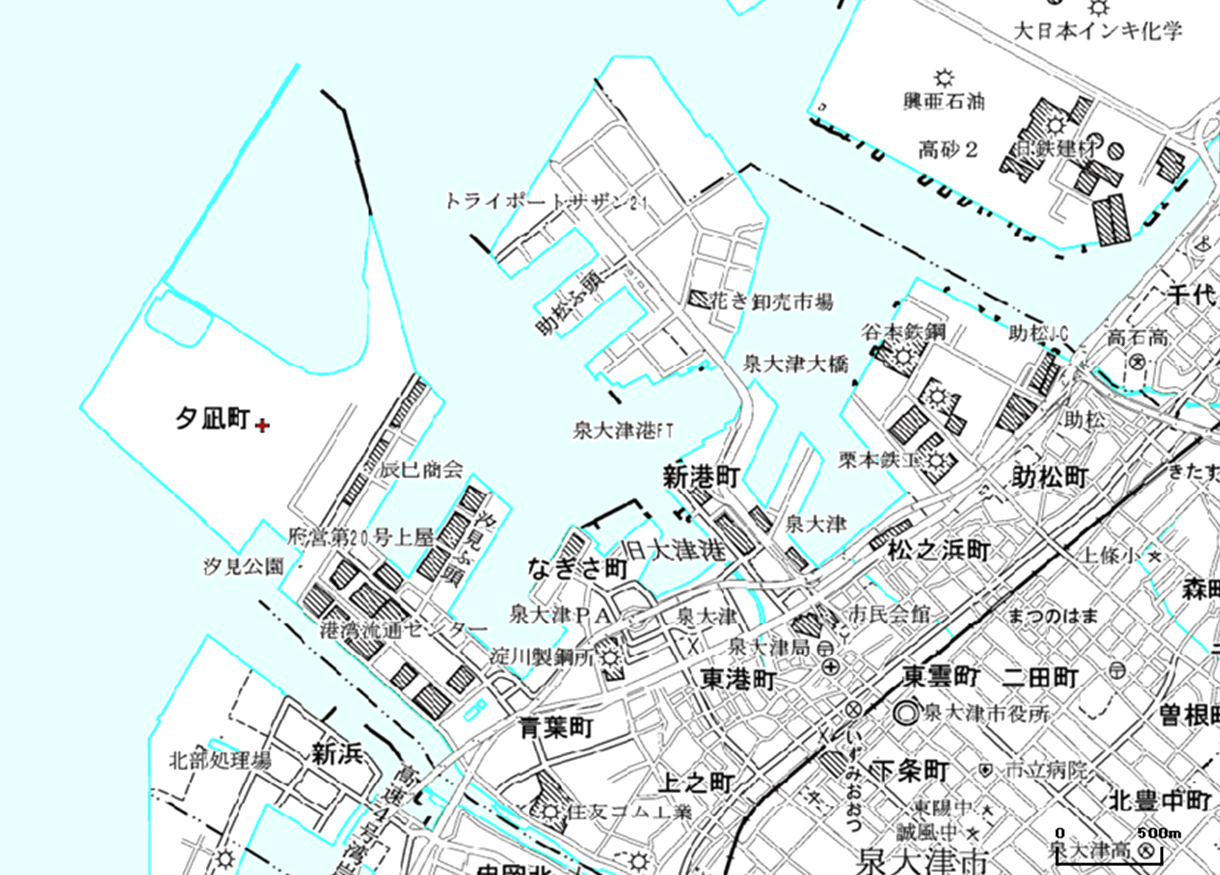 大日本インキ化学
興亜石油
高砂2
日鉄建材
トライポートサザン21
助松ふ頭
花き卸売市場
千代
谷本鉄鋼
助松JC
高石高
泉大津大橋
夕凪町
助松
泉大津港FT
辰巳商会
新港町
栗本鉄工
助松町
きたす
汐見ふ頭
泉大津
府営第20号上屋
旧大津港
松之浜町
上條小
汐見公園
なぎさ町
森町
泉大津PA
泉大津
市民会館
まつのはま
港湾流通センター
淀川製鋼所
泉大津局
東港町
東雲町
二田町
泉大津市役所
曽根町
青葉町
新浜
北部処理場
いずみおおつ
高速4号湾岸
上之町
下条町
市立病院
北豊中町
住友ゴム工業
東陽中
誠風中
0 500m
泉大津高
泉大津市